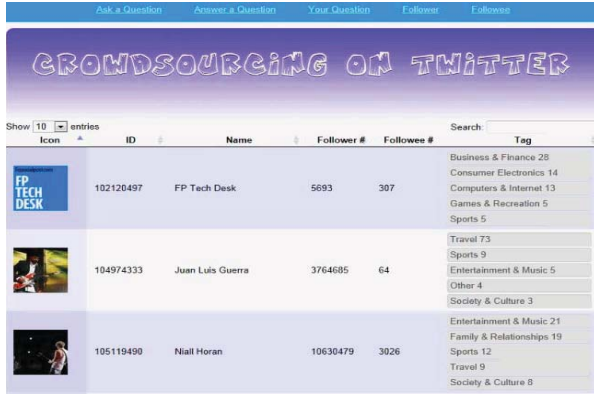 Ask a Question Answer a Question Your Question Follower Followee
CROWDSOURCING ON TWITTER
Show 10 entries Search:
Icon ID Name Follower # Followee # Tag
FP TECH DESK
102120497 FP Tech Desk 5693 307
Business & Finance 28
Consumer Electronics 14
Computers & Internet 13
Games & Recreation 5
Sports 5
104974333 Juan Luis Guerra 3764685 64
Travel 73
Sports 9
Entertainment & Music 5
Other 4
Society & Culture 3
105119490 Niall Horan 10630479 3026
Entertainment & Music 21
Family & Relationships 19
Sports 12
Travel 9
Society & Culture 8